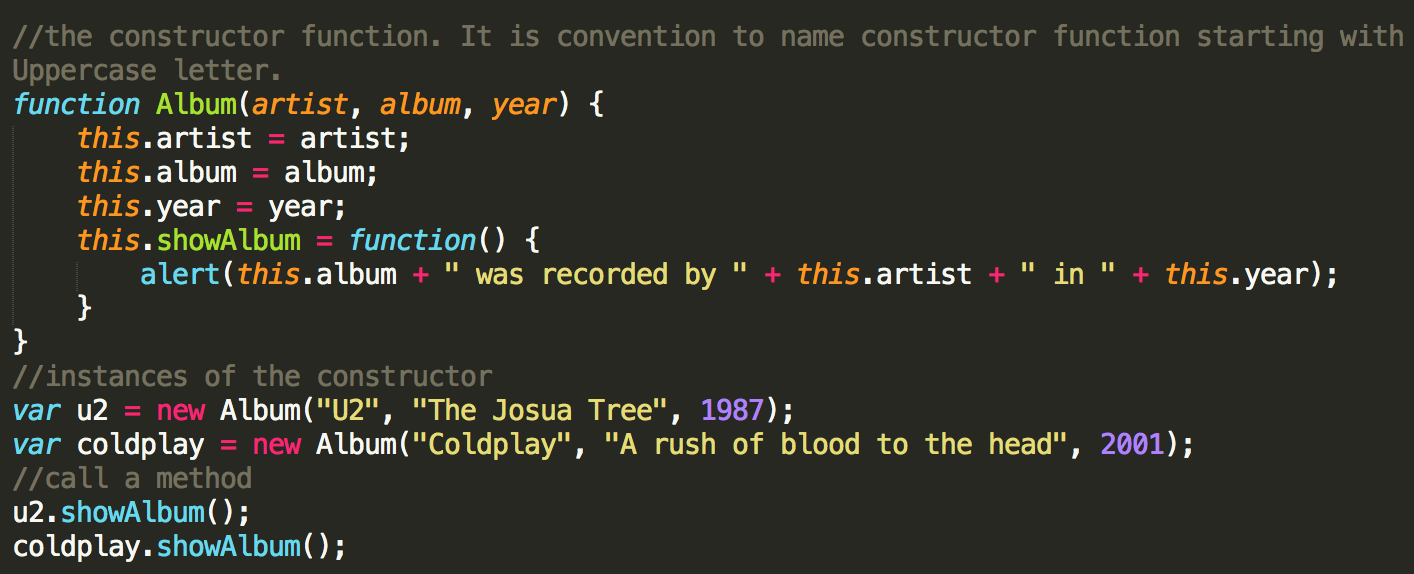 //the constructor function. It is convention to name constructor function starting with
Uppercase letter.
function Album(artist, album, year) {
    this.artist = artist;
    this.album = album;
    this.year = year;
    this.showAlbum = function() {
        alert(this.album + " was recorded by " + this.artist + " in " + this.year);
    }
}
//instances of the constructor
var u2 = new Album("U2", "The Josua Tree", 1987);
var coldplay = new Album("Coldplay", "A rush of blood to the head", 2001);
//call a method
u2.showAlbum();
coldplay.showAlbum();